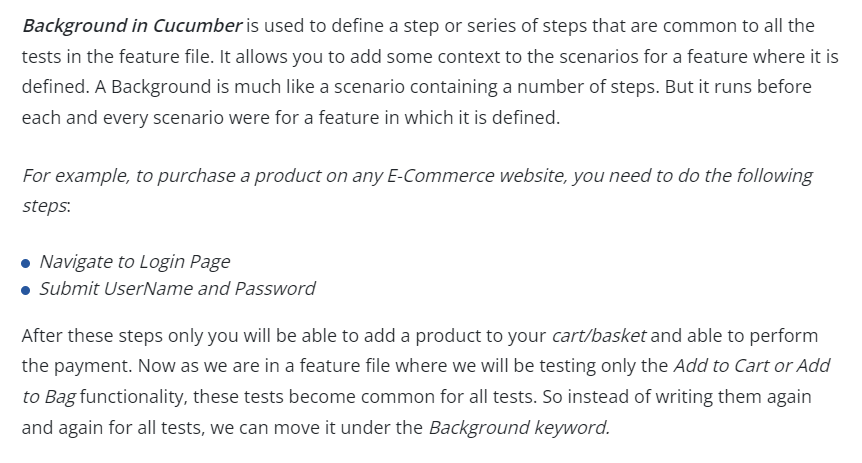 Background in Cucumber is used to define a step or series of steps that are common to all the
tests in the feature file. It allows you to add some context to the scenarios for a feature where it is
defined. A Background is much like a scenario containing a number of steps. But it runs before
each and every scenario were for a feature in which it is defined.
For example, to purchase a product on any E-Commerce website, you need to do the following
steps:
• Navigate to Login Page
• Submit UserName and Password
After these steps only you will be able to add a product to your cart/basket and able to perform
the payment. Now as we are in a feature file where we will be testing only the Add to Cart or Add
to Bag functionality, these tests become common for all tests. So instead of writing them again
and again for all tests, we can move it under the Background keyword.